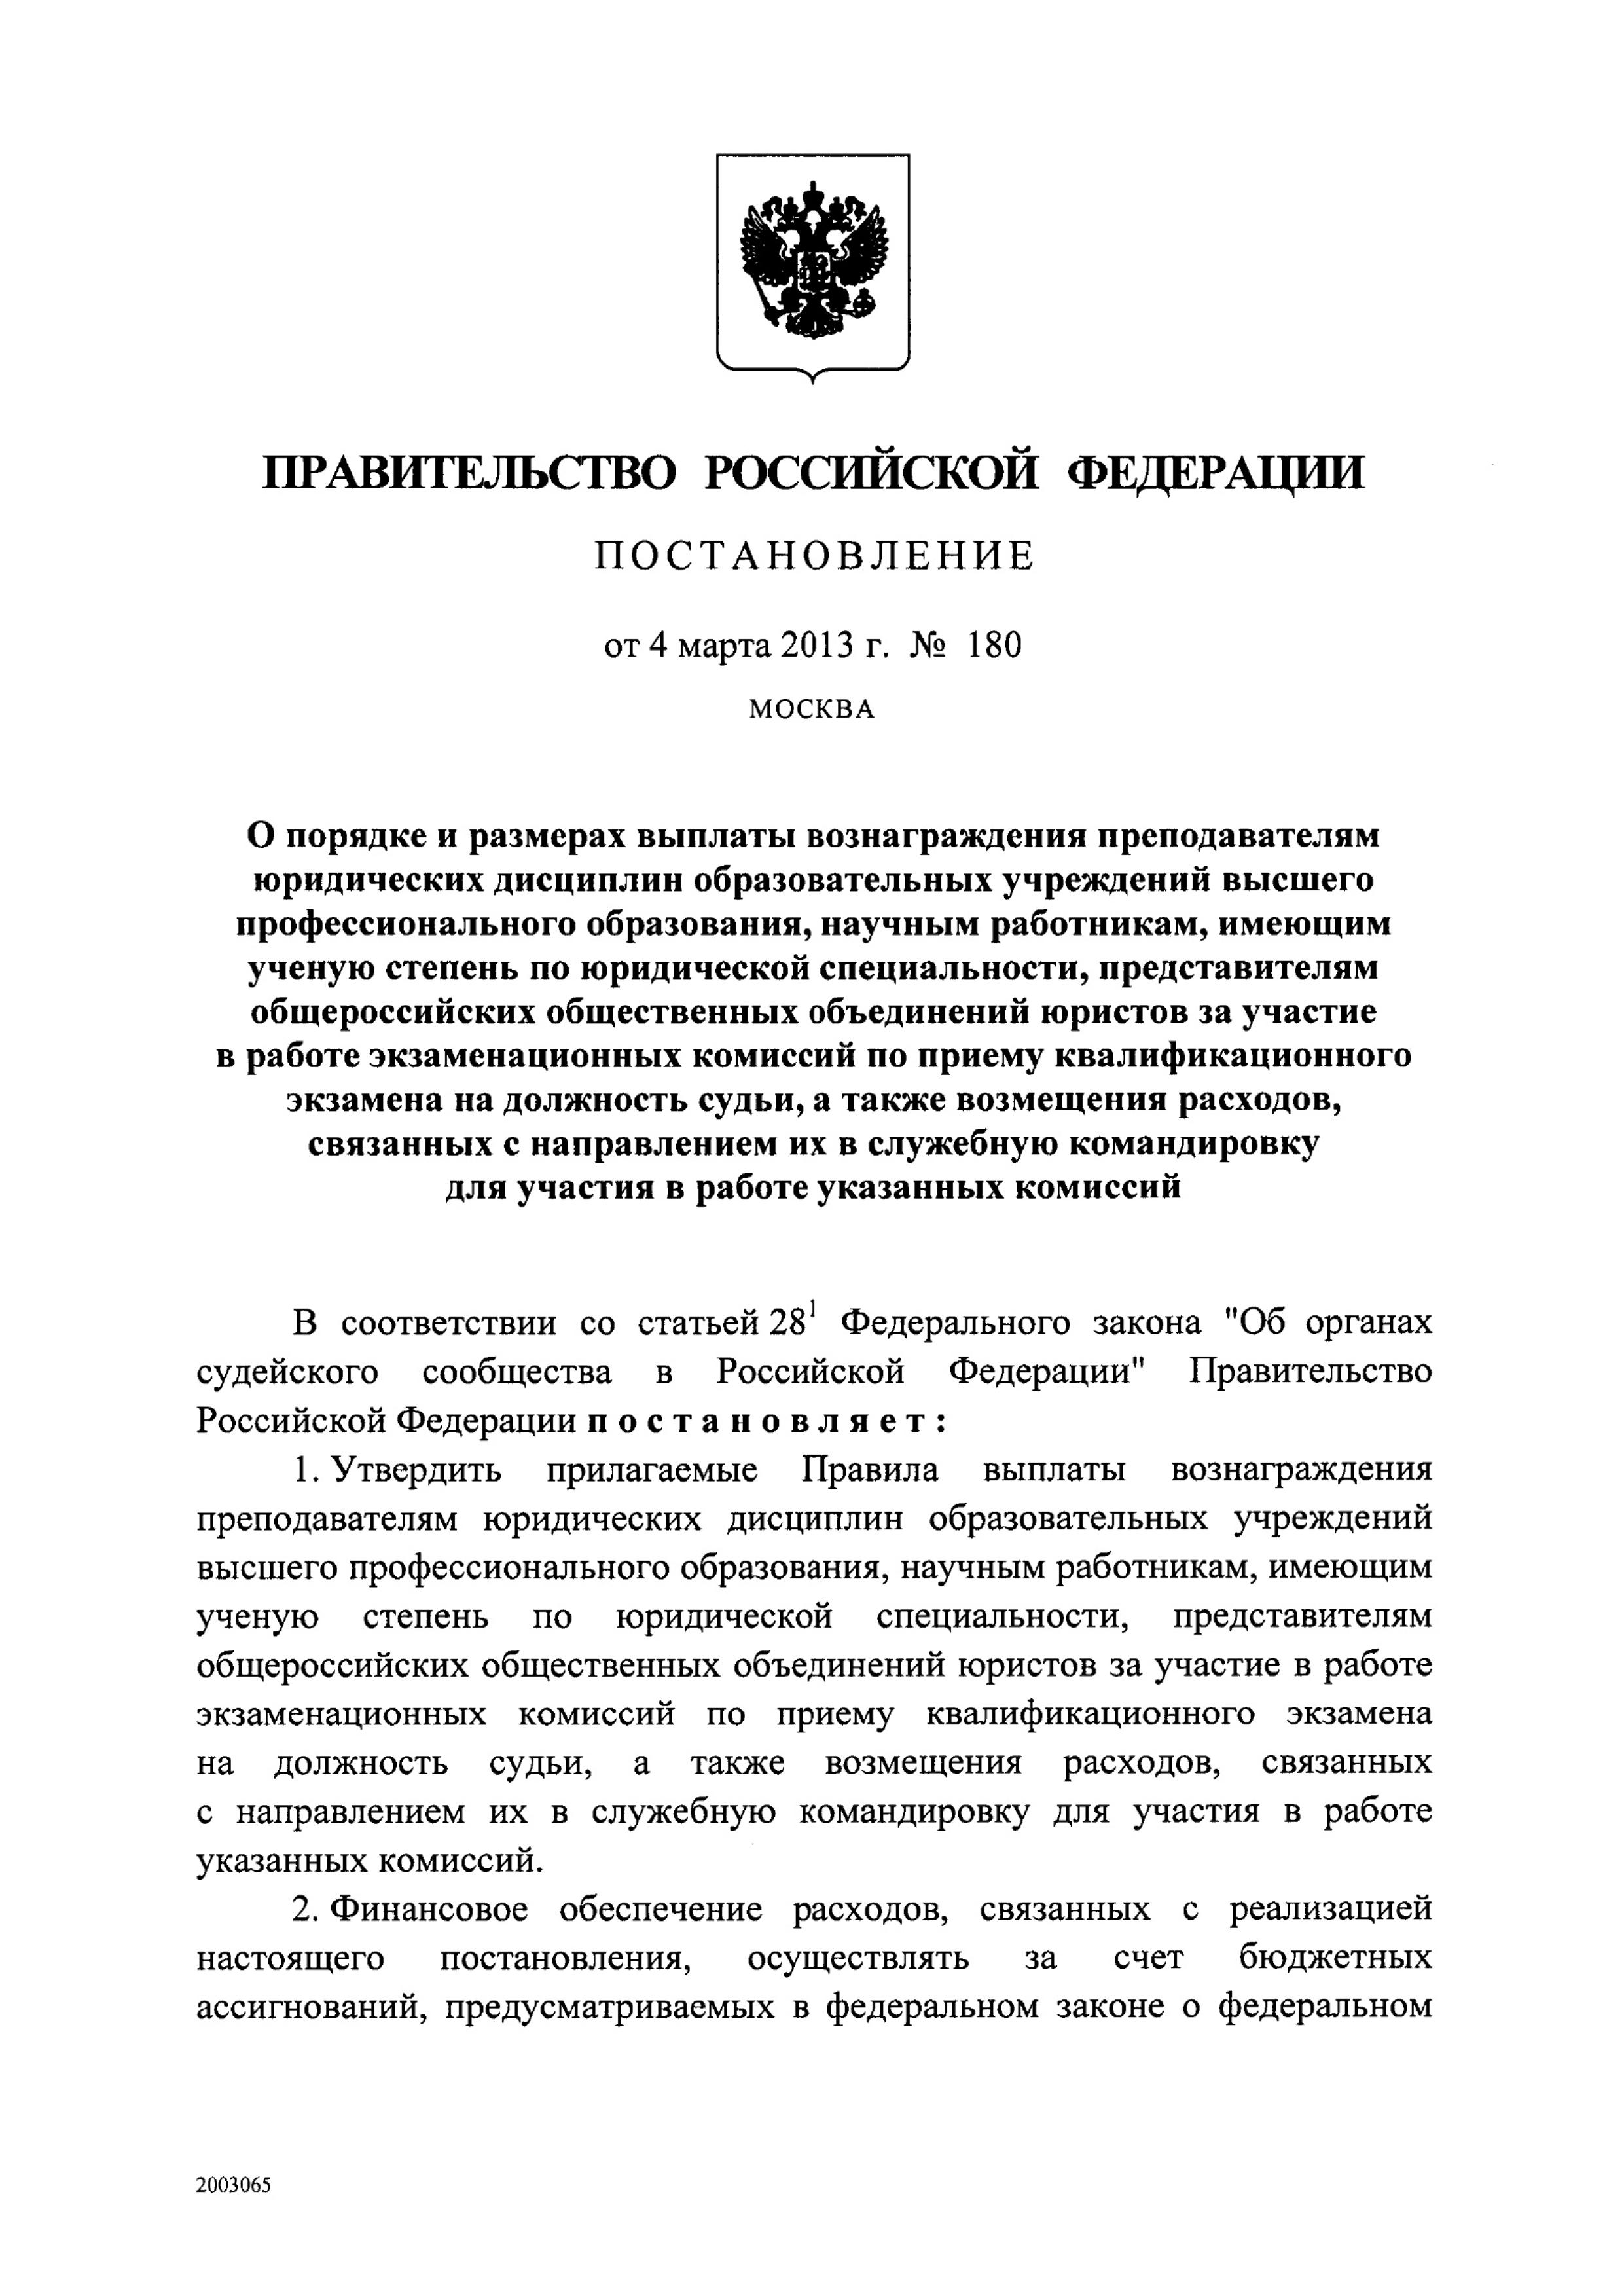 ПРАВИТЕЛЬСТВО РОССИЙСКОЙ ФЕДЕРАЦИИ
ПОСТАНОВЛЕНИЕ
от 4 марта 2013 г. № 180
МОСКВА
О порядке и размерах выплаты вознаграждения преподавателям
юридических дисциплин образовательных учреждений высшего
профессионального образования, научным работникам, имеющим
ученую степень по юридической специальности, представителям
общероссийских общественных объединений юристов за участие
в работе экзаменационных комиссий по приему квалификационного
экзамена на должность судьи, а также возмещения расходов,
связанных с направлением их в служебную командировку
для участия в работе указанных комиссий
В соответствии со статьей 28¹ Федерального закона "Об органах
судейского сообщества в Российской Федерации" Правительство
Российской Федерации п о с т а н о в л я е т :
1. Утвердить прилагаемые Правила выплаты вознаграждения
преподавателям юридических дисциплин образовательных учреждений
высшего профессионального образования, научным работникам, имеющим
ученую степень по юридической специальности, представителям
общероссийских общественных объединений юристов за участие в работе
экзаменационных комиссий по приему квалификационного экзамена
на должность судьи, а также возмещения расходов, связанных
с направлением их в служебную командировку для участия в работе
указанных комиссий.
2. Финансовое обеспечение расходов, связанных с реализацией
настоящего постановления, осуществлять за счет бюджетных
ассигнований, предусматриваемых в федеральном законе о федеральном
2003065